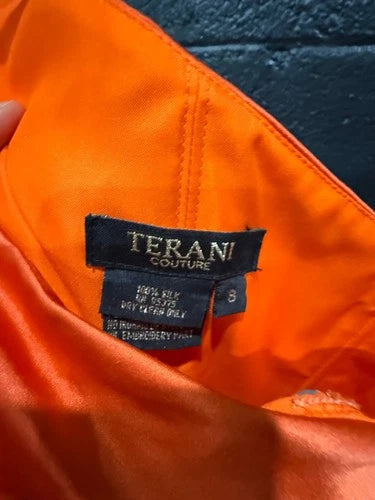 TERANI
COUTURE
100% SILK
RN 95375
DRY CLEAN ONLY
8
EMBROIDERY